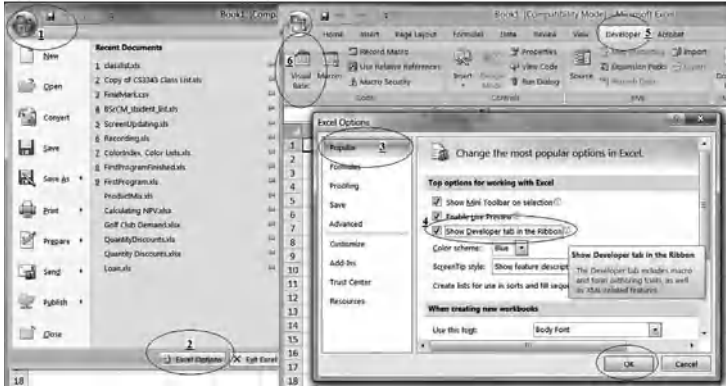 Book1 [Comp
1
New
Open
Convert
Save
Save As
Print
Prepare
Send
Publish
Close
Recent Documents
1 classlist.xls
2 Copy of CS3343 Class List.xls
3 FinalMark.csv
4 BScCM_student_list.xls
5 ScreenUpdating.xls
6 Recording.xls
7 ColorIndex, Color Lists.xls
8 FirstProgramFinished.xls
9 FirstProgram.xls
ProductMix.xls
Calculating NPV.xlsx
Golf Club Demand.xlsx
QuantityDiscounts.xls
Quantity Discounts.xlsx
Loan.xls
2
Excel Options
X Exit Excel
18
Book1 [Compatibility Mode] - Microsoft Excel
Home Insert Page Layout Formulas Data Review View Developer 5 Acrobat
6
Visual Basic
Macros
Record Macro
Use Relative References
Macro Security
Code
Insert
Design Mode
Properties
View Code
Run Dialog
Controls
Source
Expansion Packs
Import
XML
Excel Options
Popular 3
Formulas
Proofing
Save
Advanced
Customize
Add-Ins
Trust Center
Resources
Change the most popular options in Excel.
Top options for working with Excel
Show Mini Toolbar on selection
Enable Live Preview
4
Show Developer tab in the Ribbon
Color scheme: Blue
ScreenTip style: Show feature descript
Create lists for use in sorts and fill seque
When creating new workbooks
Use this font: Body Font
Show Developer tab in the Ribbon
The Developer tab includes macro
and form authoring tools, as well
as XML-related features.
OK
Cancel
1
2
3
4
5
6
7
8
9
10
11
12
13
14
15
16
17
18